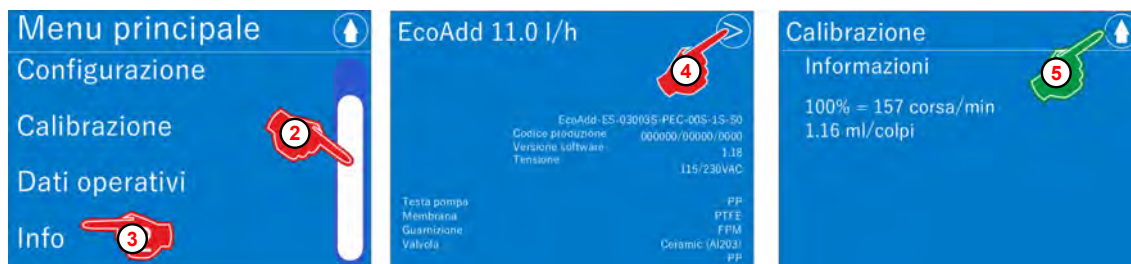 Menu principale
Configurazione
Calibrazione
2
Dati operativi
Info
3
EcoAdd 11.0 l/h
4
EcoAdd-ES-03003S-PEC-00S-1S-S0
Codice produzione 000000/00000/0000
Versione software 1.18
Tensione 115/230VAC
Testa pompa PP
Membrana PTFE
Guarnizione FPM
Valvola Ceramic (Al203)
PP
Calibrazione
Informazioni
5
100% = 157 corsa/min
1.16 ml/colpi